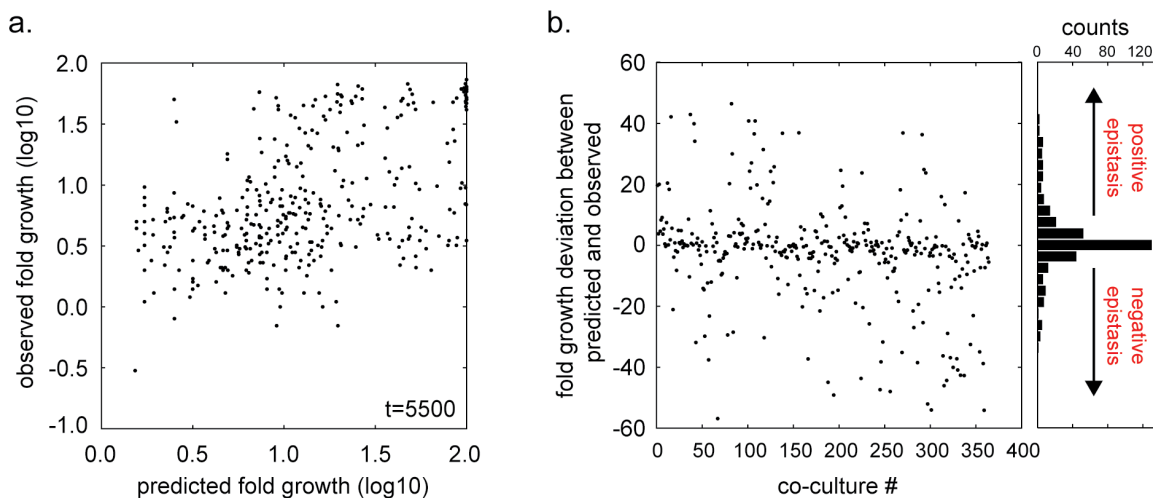 a.
observed fold growth (log10)
2.0
1.5
1.0
0.5
0.0
-0.5
-1.0
t=5500
0.0 0.5 1.0 1.5 2.0
predicted fold growth (log10)
b.
fold growth deviation between
predicted and observed
60
40
20
0
-20
-40
-60
0 50 100 150 200 250 300 350 400
co-culture #
counts
0 40 80 120
positive
epistasis
negative
epistasis